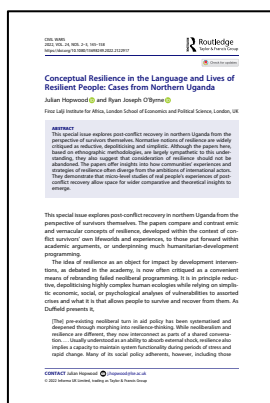 CIVIL WARS
2022, VOL. 24, NOS. 2–3, 135–158
https://doi.org/10.1080/13698249.2022.2122917
Routledge
Taylor & Francis Group
Check for updates
Conceptual Resilience in the Language and Lives of
Resilient People: Cases from Northern Uganda
Julian Hopwood and Ryan Joseph O'Byrne
Firoz Lalji Institute for Africa, London School of Economics and Political Science, London, UK
ABSTRACT
This special issue explores post-conflict recovery in northern Uganda from the
perspective of survivors themselves. Normative notions of resilience are widely
critiqued as reductive, depoliticising and simplistic. Although the papers here,
based on ethnographic methodologies, are largely sympathetic to this under-
standing, they also suggest that consideration of resilience should not be
abandoned. The papers offer insights into how communities' experiences and
strategies of resilience often diverge from the ambitions of international actors.
They demonstrate that micro-level studies of real people's experiences of post-
conflict recovery allow space for wider comparative and theoretical insights to
emerge.
This special issue explores post-conflict recovery in northern Uganda from the
perspective of survivors themselves. The papers compare and contrast emic
and vernacular concepts of resilience, developed within the context of con-
flict survivors' own lifeworlds and experiences, to those put forward within
academic arguments, or underpinning much humanitarian-development
programming.
The idea of resilience as an object for impact by development interven-
tions, as debated in the academy, is now often critiqued as a convenient
means of rebranding failed neoliberal programming. It is in principle reduc-
tive, depoliticising highly complex human ecologies while relying on simplis-
tic economic, social, or psychological analyses of vulnerabilities to assorted
crises and what it is that allows people to survive and recover from them. As
Duffield presents it,
[The] pre-existing neoliberal turn in aid policy has been systematised and
deepened through morphing into resilience-thinking. While neoliberalism and
resilience are different, they now interconnect as parts of a shared conversa-
tion. . . . Usually understood as an ability to absorb external shock, resilience also
implies a capacity to maintain system functionality during periods of stress and
rapid change. Many of its social policy adherents, however, including those
CONTACT Julian Hopwood j.hopwood@lse.ac.uk
© 2022 Informa UK Limited, trading as Taylor & Francis Group